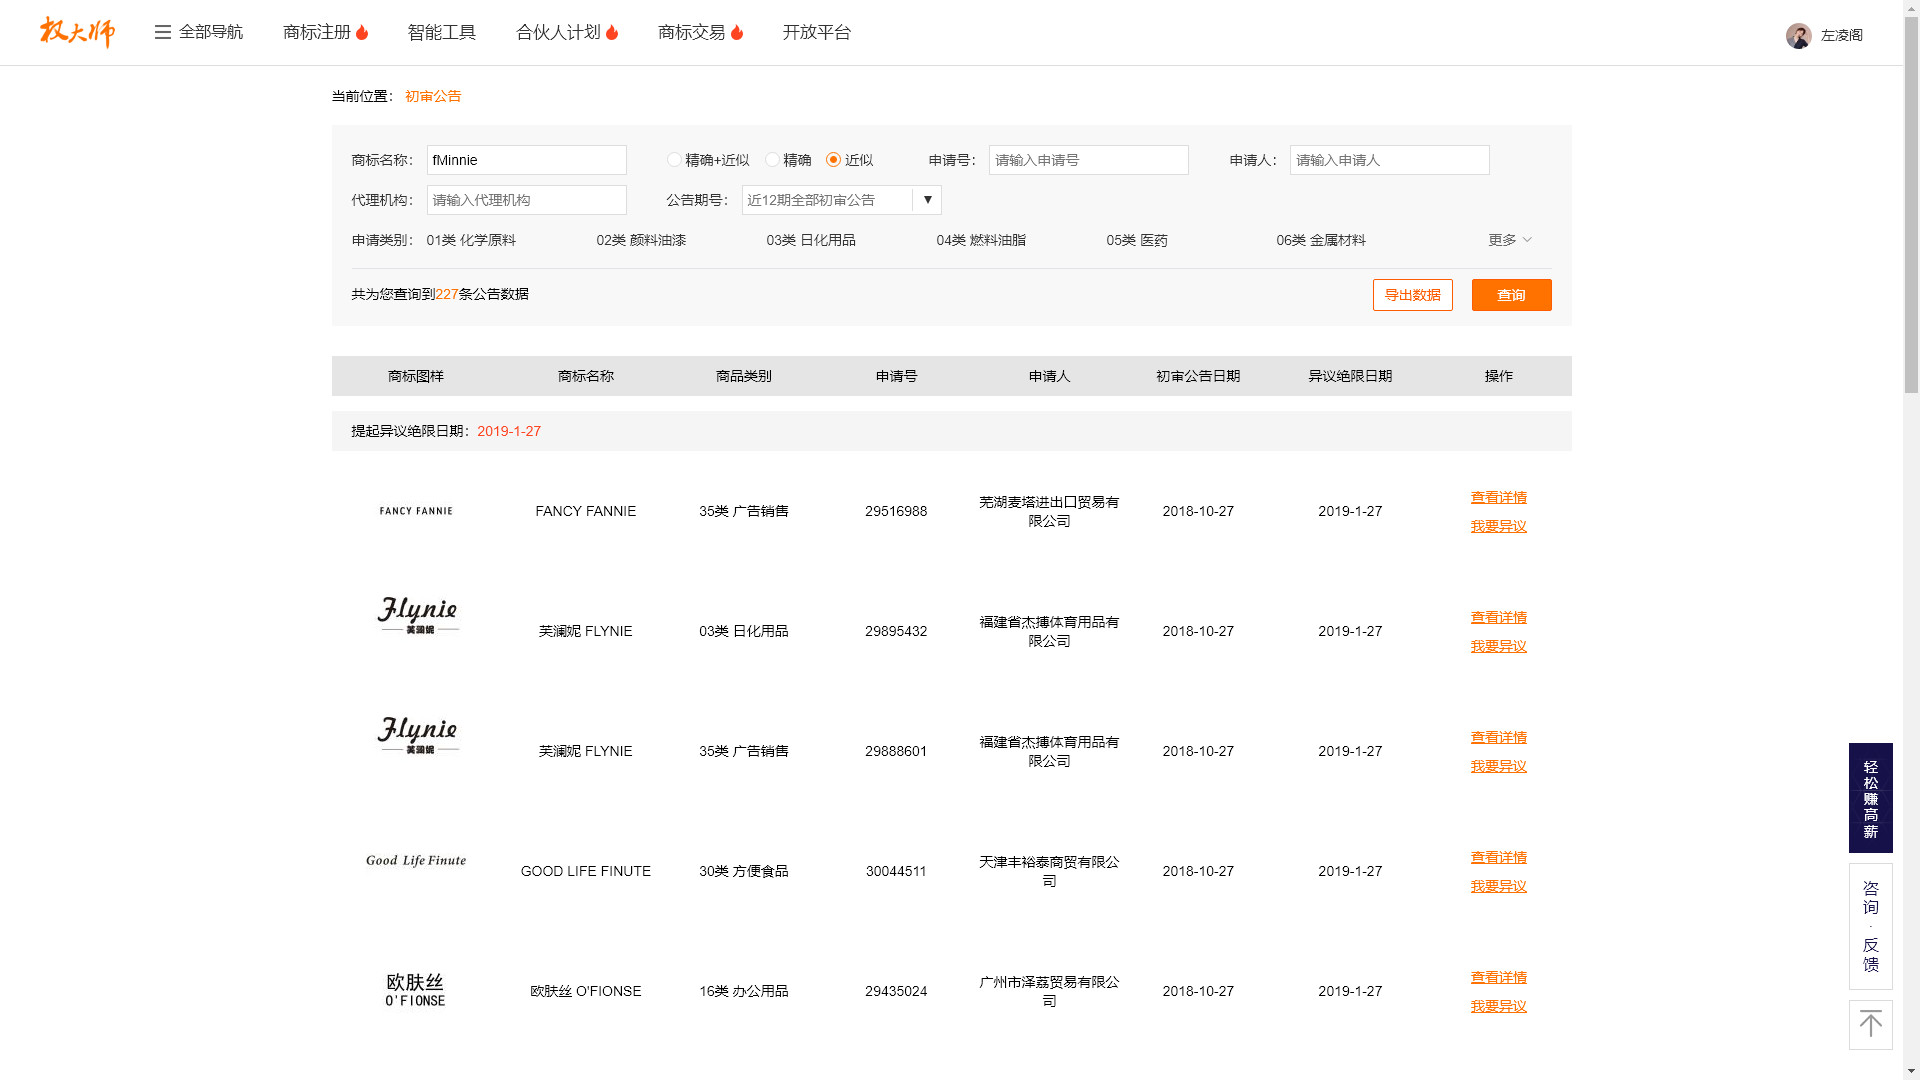 权大师 全部导航 商标注册 智能工具 合伙人计划 商标交易 开放平台 左凌阁
当前位置： 初审公告
商标名称： fMinnie 精确+近似 精确 近似 申请号： 请输入申请号 申请人： 请输入申请人
代理机构： 请输入代理机构 公告期号： 近12期全部初审公告 ▼
申请类别： 01类 化学原料 02类 颜料油漆 03类 日化用品 04类 燃料油脂 05类 医药 06类 金属材料 更多
共为您查询到227条公告数据 导出数据 查询
商标图样 商标名称 商品类别 申请号 申请人 初审公告日期 异议绝限日期 操作
提起异议绝限日期：2019-1-27
FANCY FANNIE FANCY FANNIE 35类 广告销售 29516988 芜湖麦塔进出口贸易有限公司 2018-10-27 2019-1-27 查看详情
我要异议
Flynie
芙澜妮 芙澜妮 FLYNIE 03类 日化用品 29895432 福建省杰搏体育用品有限公司 2018-10-27 2019-1-27 查看详情
我要异议
Flynie
芙澜妮 芙澜妮 FLYNIE 35类 广告销售 29888601 福建省杰搏体育用品有限公司 2018-10-27 2019-1-27 查看详情
我要异议
Good Life Finute GOOD LIFE FINUTE 30类 方便食品 30044511 天津丰裕泰商贸有限公司 2018-10-27 2019-1-27 查看详情
我要异议
欧肤丝
O'FIONSE 欧肤丝 O'FIONSE 16类 办公用品 29435024 广州市泽荔贸易有限公司 2018-10-27 2019-1-27 查看详情
我要异议
轻松赚高薪
咨询·反馈